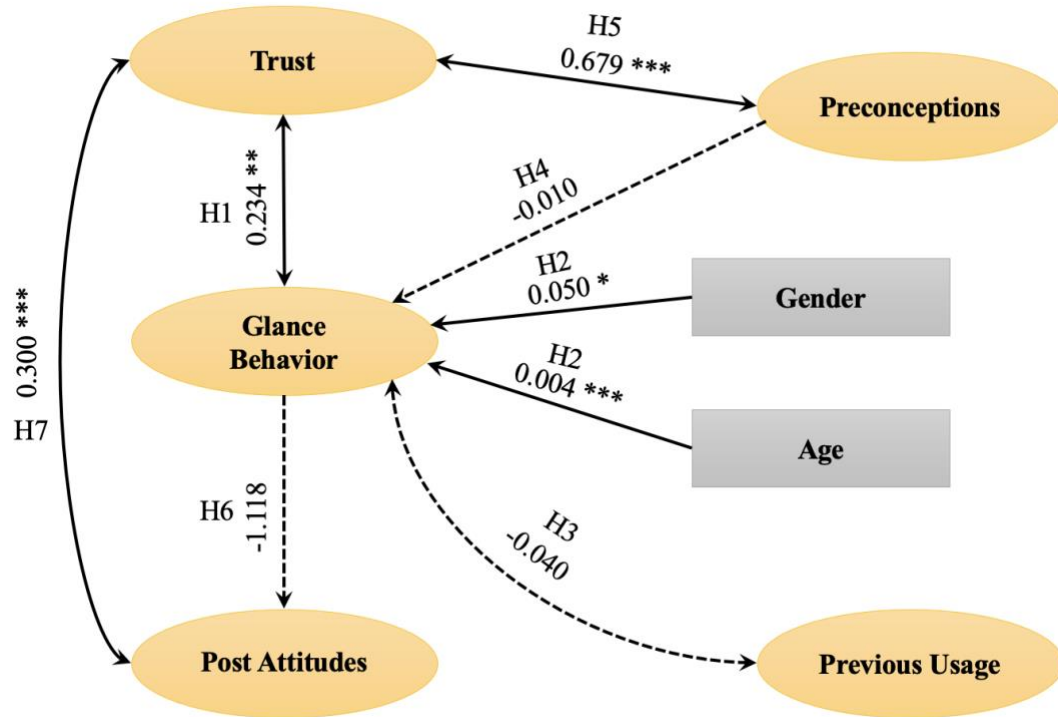 H5
0.679 ***
Trust
Preconceptions
H4
-0.010
H1
0.234 **
H2
0.050 *
Gender
Glance
Behavior
H2
0.004 ***
0.300 ***
H7
Age
H6
-1.118
H3
-0.040
Post Attitudes
Previous Usage